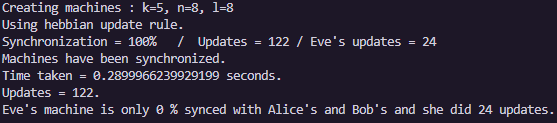 Creating machines : k=5, n=8, l=8
Using hebbian update rule.
Synchronization = 100%   /  Updates = 122 / Eve's updates = 24
Machines have been synchronized.
Time taken = 0.2899966239929199 seconds.
Updates = 122.
Eve's machine is only 0 % synced with Alice's and Bob's and she did 24 updates.